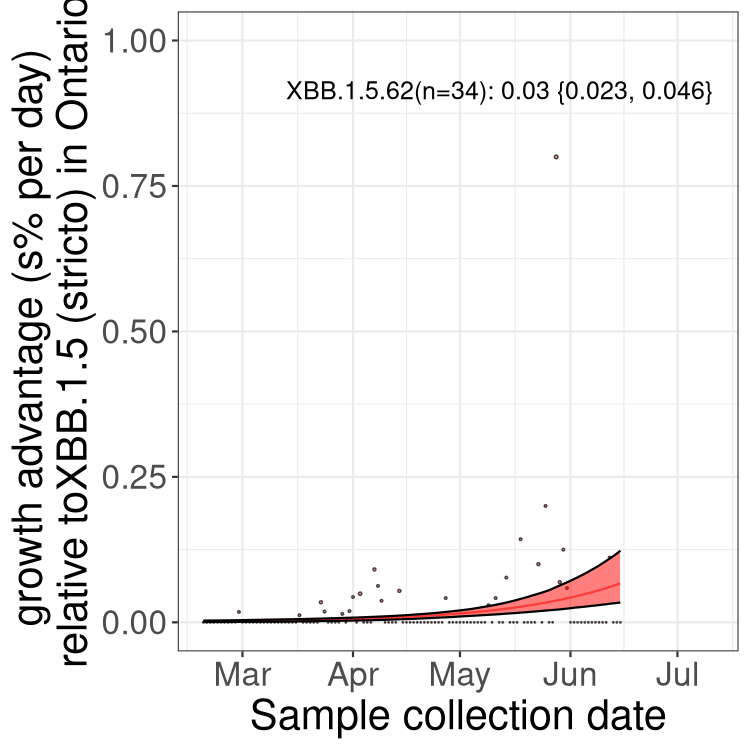 growth advantage (s% per day)
relative toXBB.1.5 (stricto) in Ontario
1.00
0.75
0.50
0.25
0.00
XBB.1.5.62(n=34): 0.03 {0.023, 0.046}
Mar Apr May Jun Jul
Sample collection date